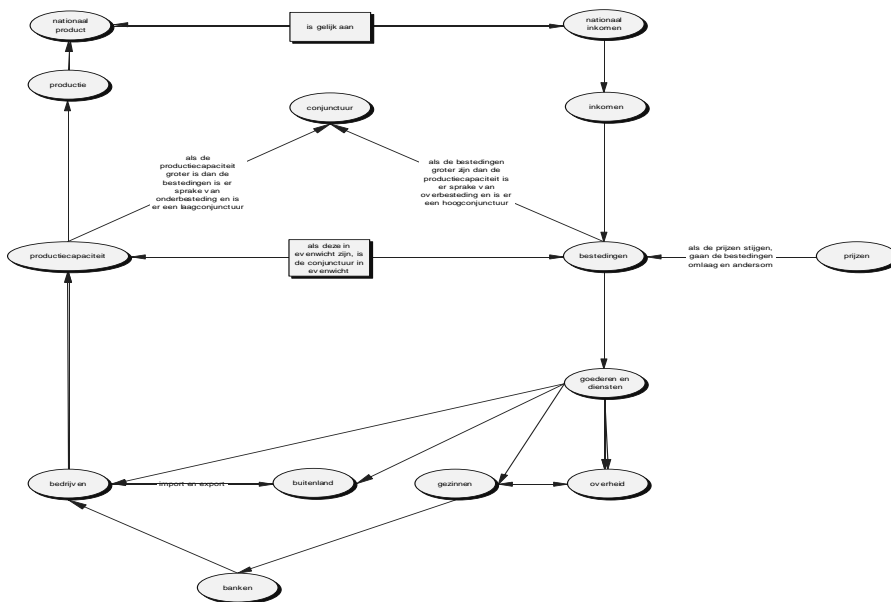 nationaal
product
is gelijk aan
nationaal
inkomen
productie
conjunctuur
inkomen
als de
productiecapaciteit
groter is dan de
bestedingen is er
sprake van
onderbesteding en is
er een laagconjunctuur
als de bestedingen
groter zijn dan de
productiecapaciteit is
er sprake van
overbesteding en is er
een hoogconjunctuur
productiecapaciteit
als deze in
evenwicht zijn, is
de conjunctuur in
evenwicht
bestedingen
als de prijzen stijgen,
gaan de bestedingen
omlaag en andersom
prijzen
goederen en
diensten
bedrijven
import en export
buitenland
gezinnen
overheid
banken